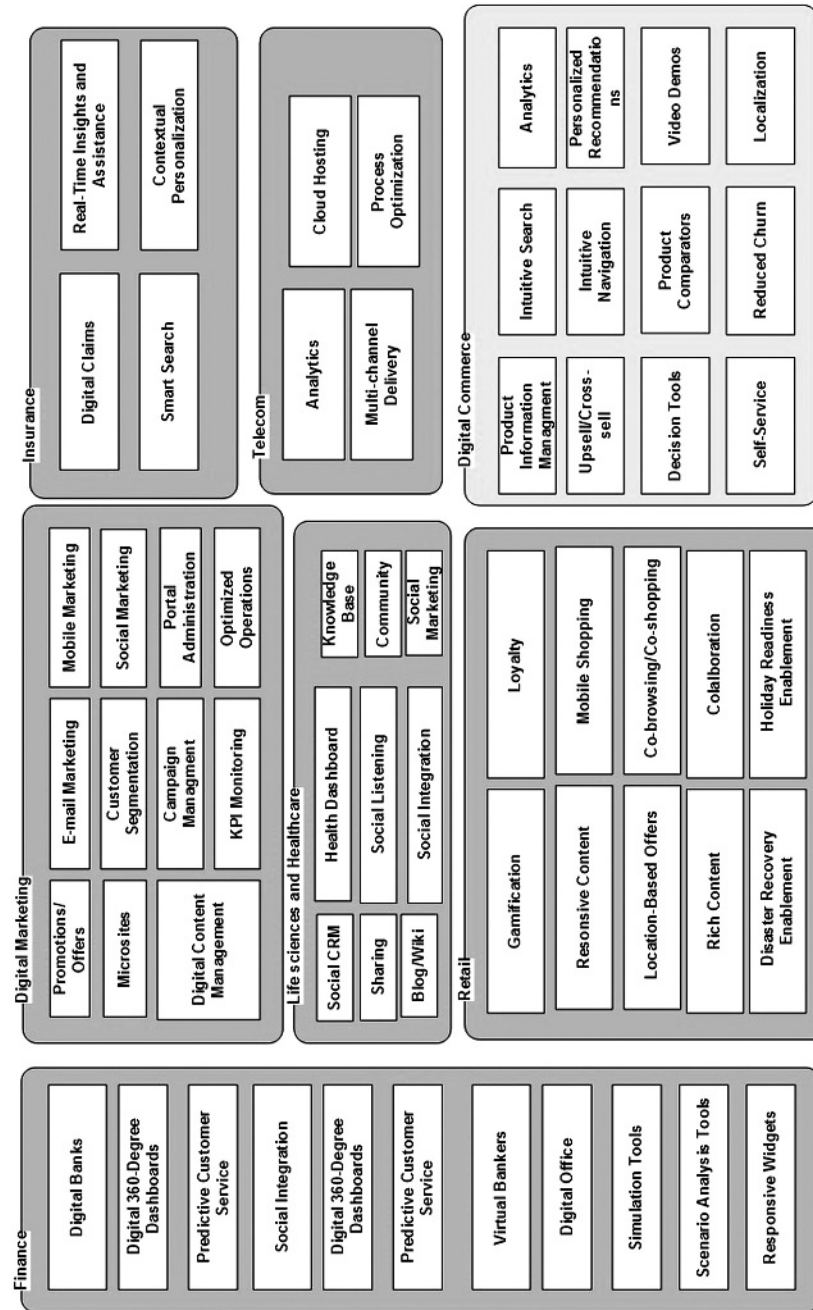 Finance
Digital Banks
Digital 360-Degree
Dashboards
Predictive Customer
Service
Social Integration
Digital 360-Degree
Dashboards
Predictive Customer
Service
Virtual Bankers
Digital Office
Simulation Tools
Scenario Analysis Tools
Responsive Widgets
Digital Marketing
Promotions/
Offers
E-mail Marketing
Mobile Marketing
Microsites
Customer
Segmentation
Social Marketing
Digital Content
Management
Campaign
Managment
Portal
Administration
KPI Monitoring
Optimized
Operations
Life sciences and Healthcare
Social CRM
Health Dashboard
Knowledge
Base
Sharing
Social Listening
Community
Blog/Wiki
Social Integration
Social
Marketing
Retail
Gamification
Loyalty
Resonsive Content
Mobile Shopping
Location-Based Offers
Co-browsing/Co-shopping
Rich Content
Colalboration
Disaster Recovery
Enablement
Holiday Readiness
Enablement
Insurance
Digital Claims
Real-Time Insights and
Assistance
Smart Search
Contextual
Personalization
Telecom
Analytics
Cloud Hosting
Multi-channel
Delivery
Process
Optimization
Digital Commerce
Product
Information
Managment
Intuitive Search
Analytics
Upsell/Cross-
sell
Intuitive
Navigation
Personalized
Recommendatio
ns
Decision Tools
Product
Comparators
Video Demos
Self-Service
Reduced Churn
Localization